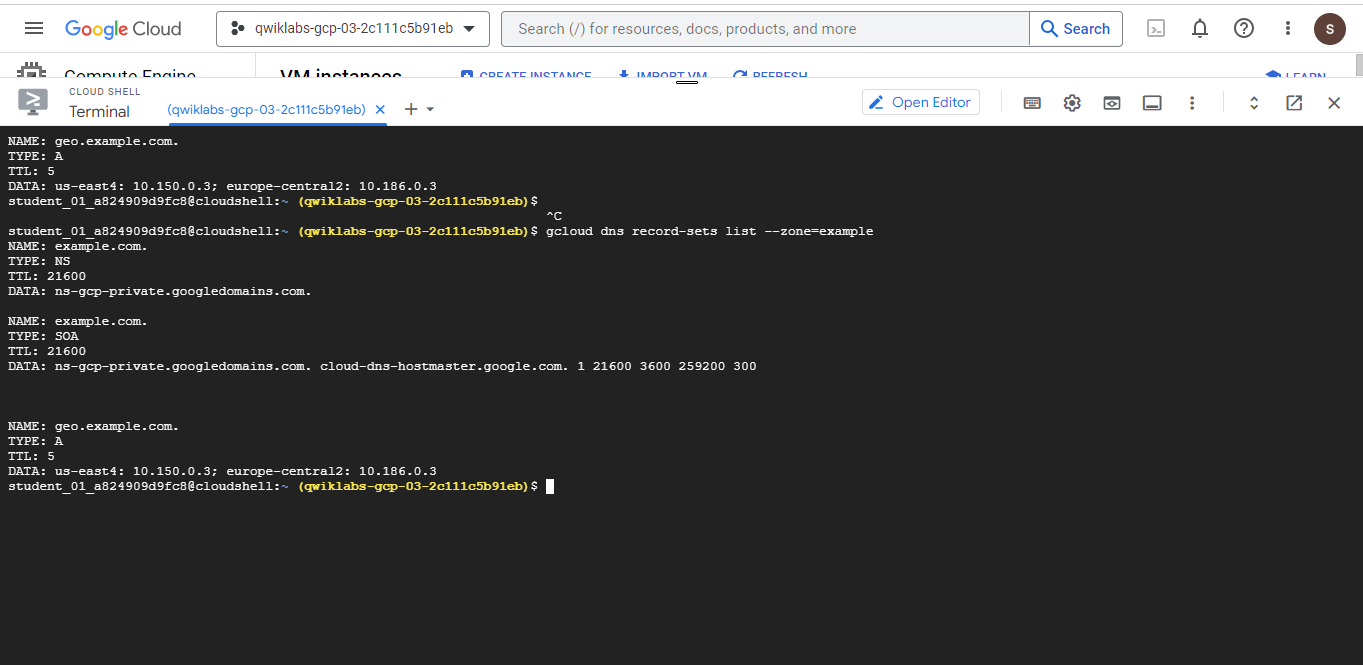 Google Cloud
qwiklabs-gcp-03-2c111c5b91eb
Search (/) for resources, docs, products, and more
Search
S
Compute Engine
VM instances
CREATE INSTANCE
IMPORT VM
REFRESH
LEARN
CLOUD SHELL
Terminal
(qwiklabs-gcp-03-2c111c5b91eb)
Open Editor
NAME: geo.example.com.
TYPE: A
TTL: 5
DATA: us-east4: 10.150.0.3; europe-central2: 10.186.0.3
student_01_a824909d9fc8@cloudshell:~ (qwiklabs-gcp-03-2c111c5b91eb)$
^C
student_01_a824909d9fc8@cloudshell:~ (qwiklabs-gcp-03-2c111c5b91eb)$ gcloud dns record-sets list --zone=example
NAME: example.com.
TYPE: NS
TTL: 21600
DATA: ns-gcp-private.googledomains.com.
NAME: example.com.
TYPE: SOA
TTL: 21600
DATA: ns-gcp-private.googledomains.com. cloud-dns-hostmaster.google.com. 1 21600 3600 259200 300
NAME: geo.example.com.
TYPE: A
TTL: 5
DATA: us-east4: 10.150.0.3; europe-central2: 10.186.0.3
student_01_a824909d9fc8@cloudshell:~ (qwiklabs-gcp-03-2c111c5b91eb)$